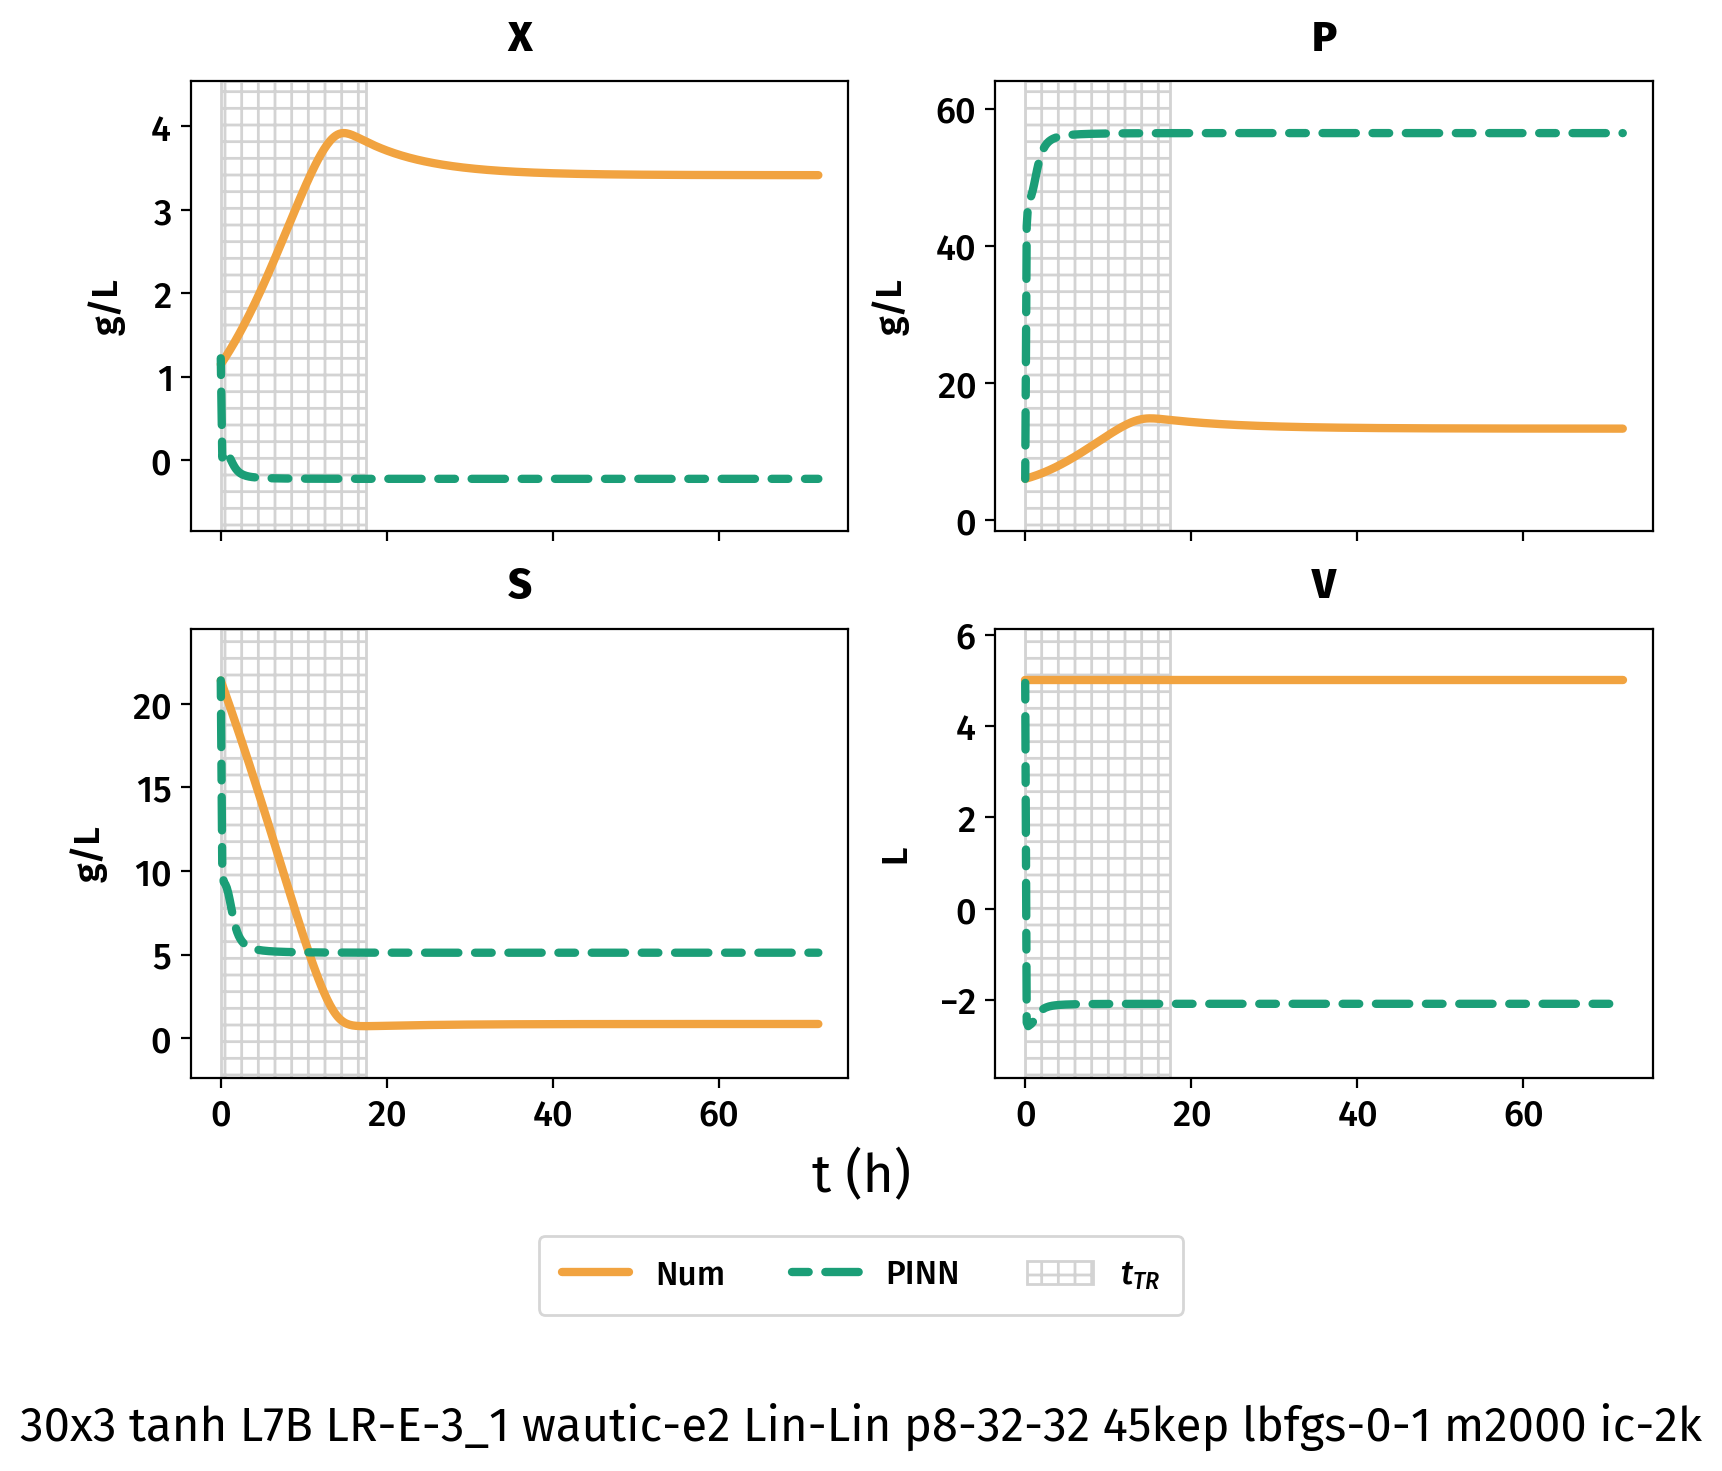 X
P
4
3
2
1
0
g/L
60
40
20
0
g/L
S
V
20
15
10
5
0
g/L
6
4
2
0
−2
L
0 20 40 60
0 20 40 60
t (h)
Num PINN tTR
30x3 tanh L7B LR-E-3_1 wautic-e2 Lin-Lin p8-32-32 45kep lbfgs-0-1 m2000 ic-2k